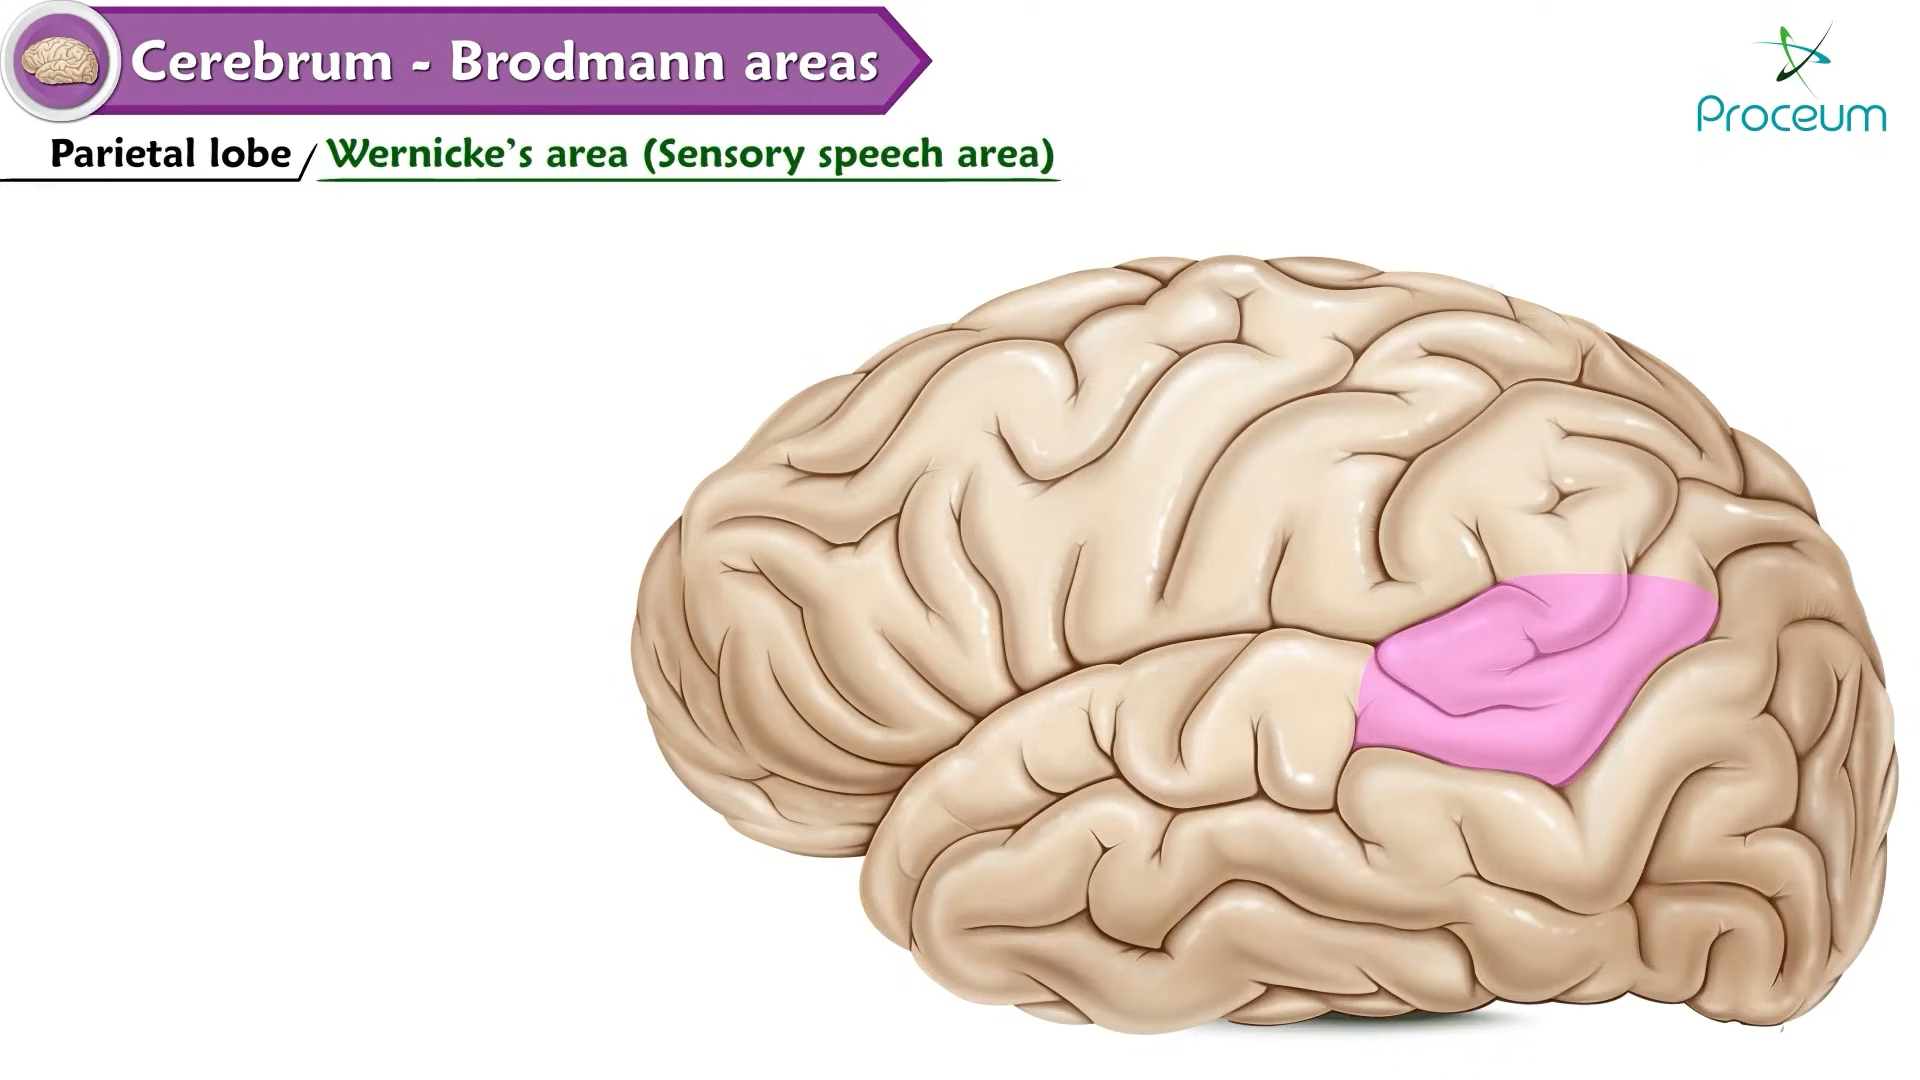 Cerebrum - Brodmann areas
Proceum
Parietal lobe / Wernicke's area (Sensory speech area)